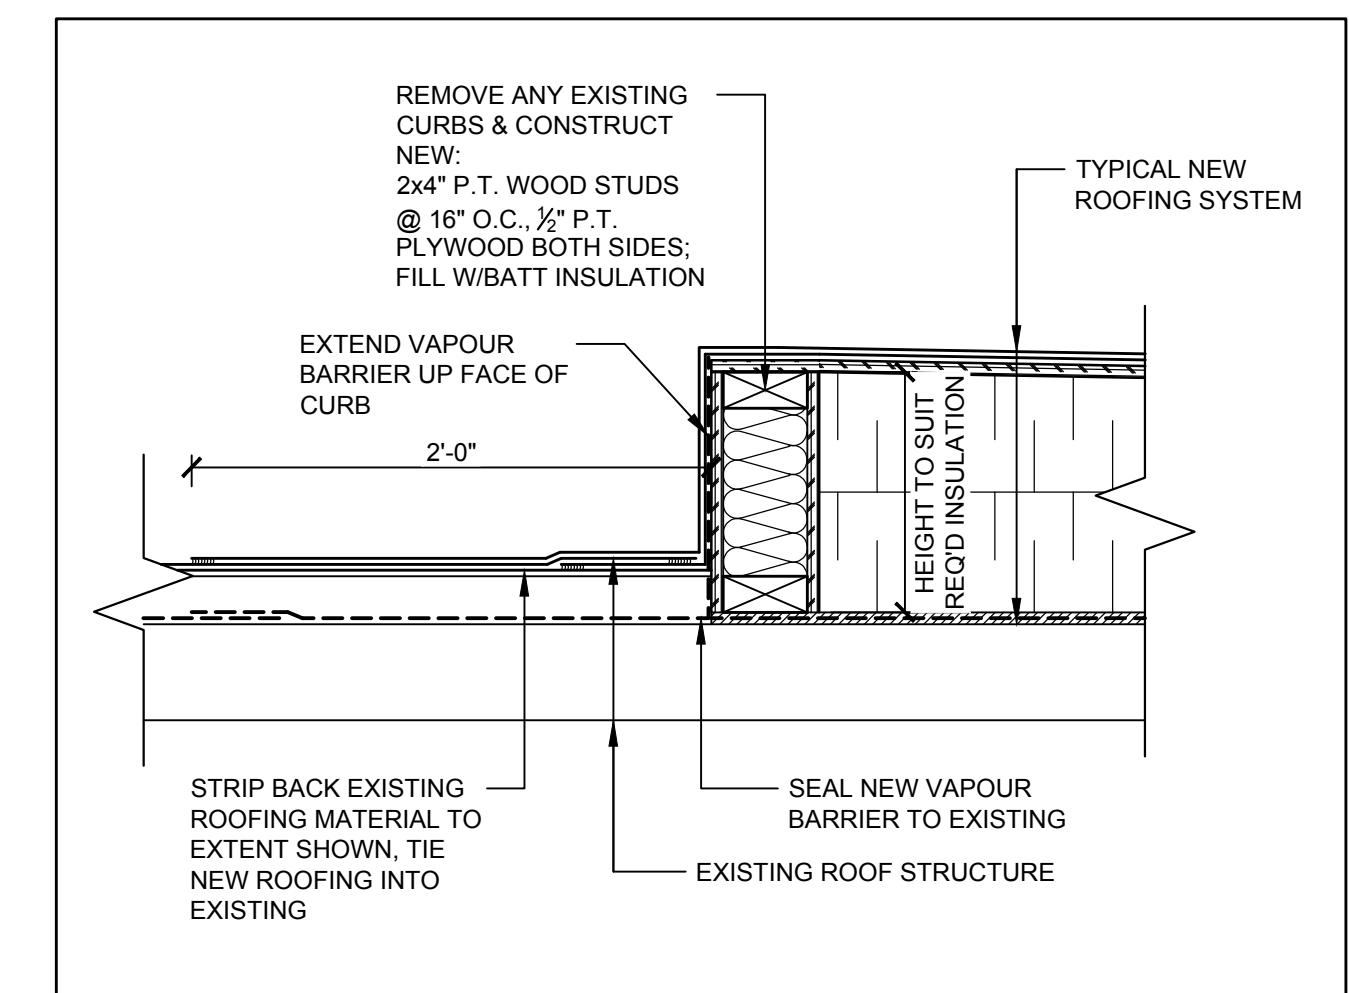 REMOVE ANY EXISTING
CURBS & CONSTRUCT
NEW:
2x4" P.T. WOOD STUDS
@ 16" O.C., ½" P.T.
PLYWOOD BOTH SIDES;
FILL W/BATT INSULATION
TYPICAL NEW
ROOFING SYSTEM
EXTEND VAPOUR
BARRIER UP FACE OF
CURB
2'-0"
HEIGHT TO SUIT
REQ'D INSULATION
STRIP BACK EXISTING
ROOFING MATERIAL TO
EXTENT SHOWN, TIE
NEW ROOFING INTO
EXISTING
SEAL NEW VAPOUR
BARRIER TO EXISTING
EXISTING ROOF STRUCTURE